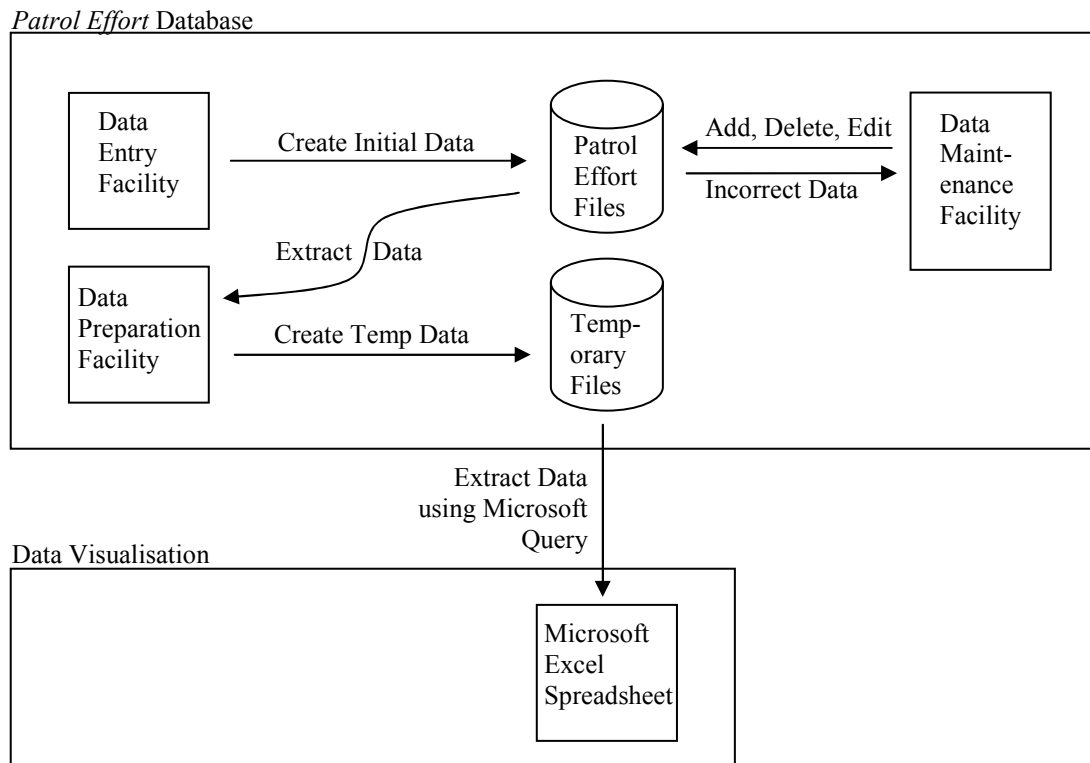 Patrol Effort Database
Data
Entry
Facility
Create Initial Data
Patrol
Effort
Files
Add, Delete, Edit
Incorrect Data
Data
Maint-
enance
Facility
Extract Data
Data
Preparation
Facility
Create Temp Data
Temp-
orary
Files
Extract Data
using Microsoft
Query
Data Visualisation
Microsoft
Excel
Spreadsheet